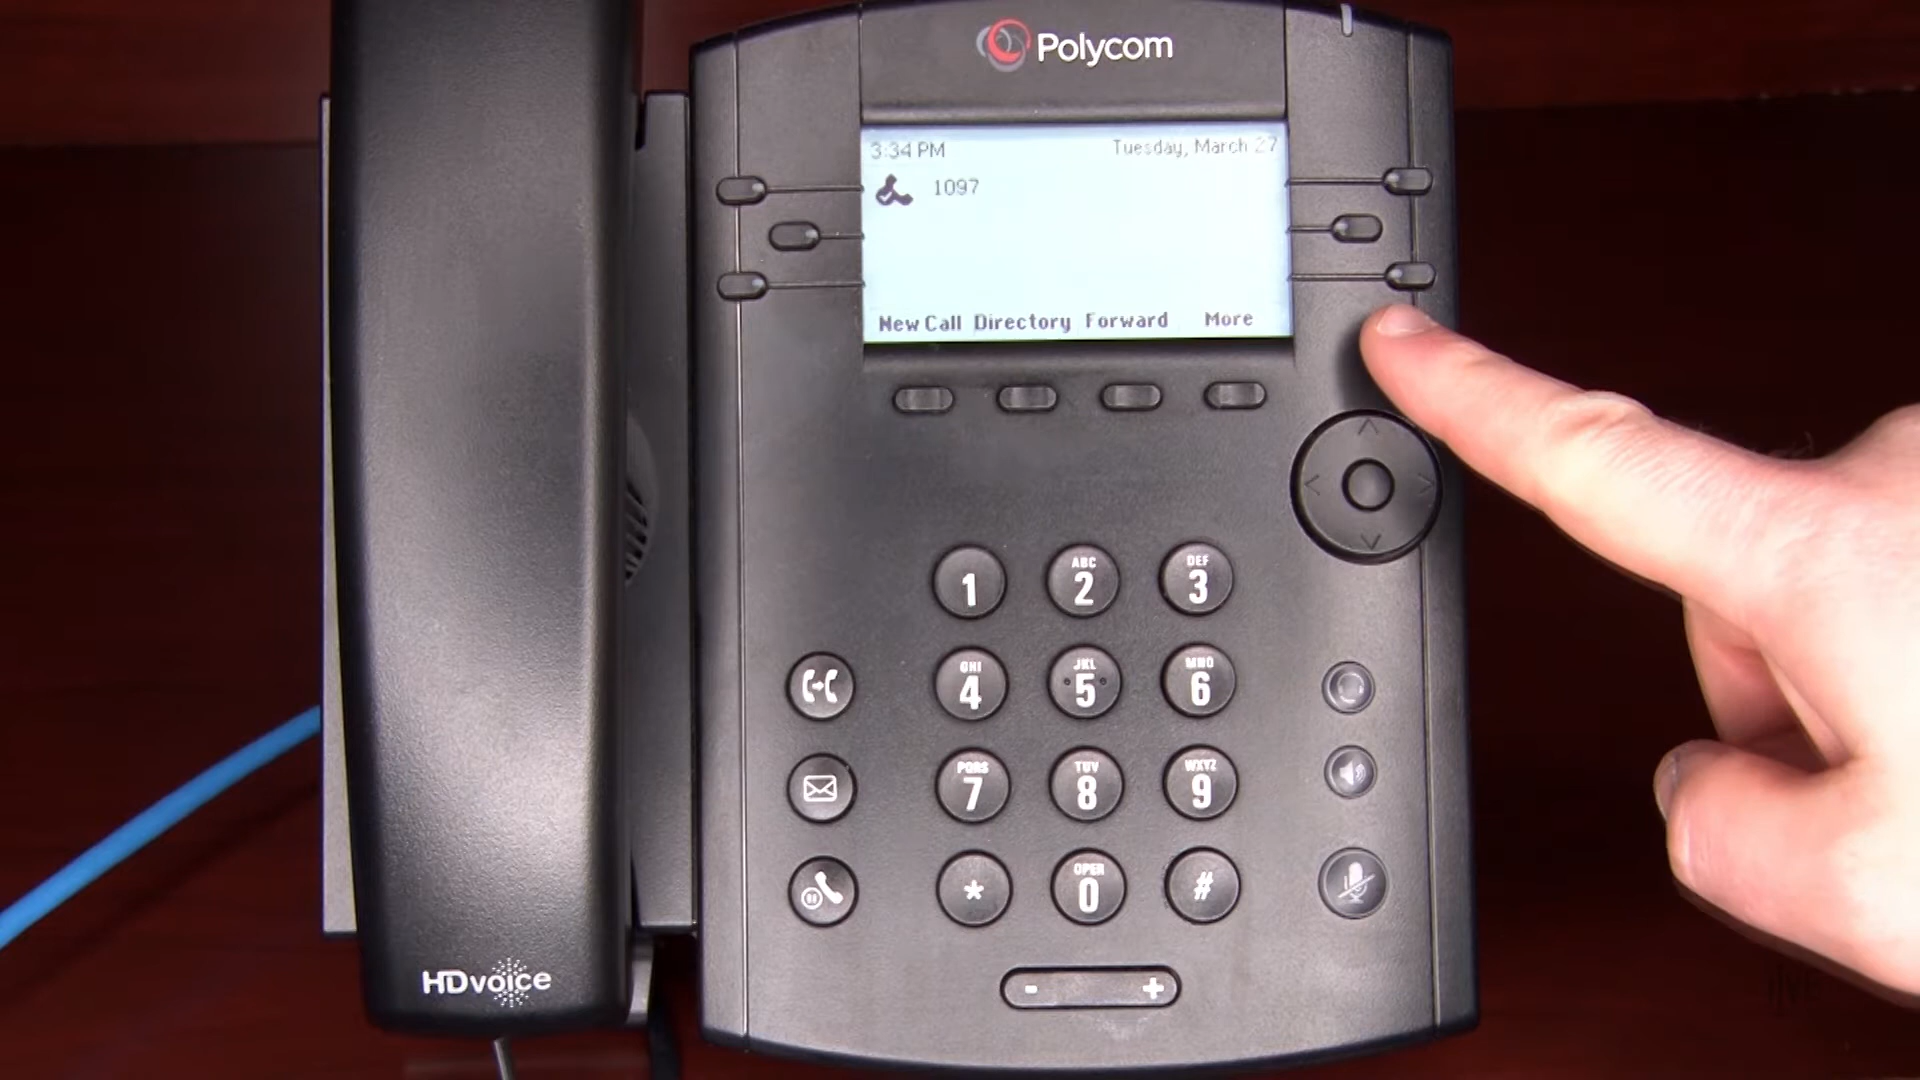 Polycom
3:34 PM Tuesday, March 27
1097
New Call Directory Forward More
1
ABC
2
DEF
3
GHI
4
JKL
5
MNO
6
PQRS
7
TUV
8
WXYZ
9
*
OPER
0
#
- +
HDvoice